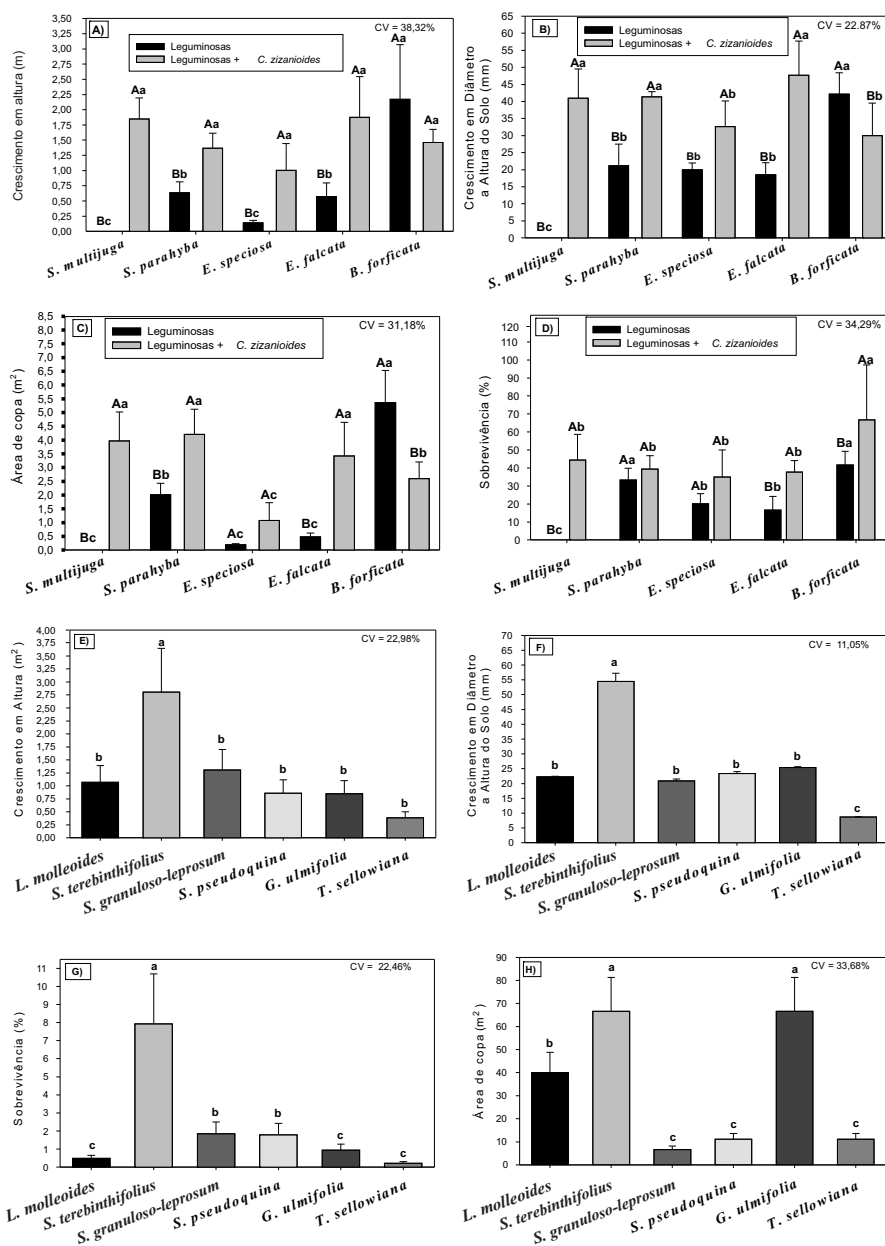 A)
CV = 38,32%
Leguminosas
Leguminosas + C. zizanioides
Crescimento em altura (m)
3,50
3,25
3,00
2,75
2,50
2,25
2,00
1,75
1,50
1,25
1,00
0,75
0,50
0,25
0,00
Bc Aa Bb Aa Bc Aa Bb Aa Aa Aa
S. multijuga S. parahyba E. speciosa E. falcata B. forficata
B)
CV = 22.87%
Leguminosas
Leguminosas + C. zizanioides
Crescimento em Diâmetro
a Altura do Solo (mm)
65
60
55
50
45
40
35
30
25
20
15
10
5
0
Bc Aa Bb Aa Bb Ab Bb Aa Aa Bb
S. multijuga S. parahyba E. speciosa E. falcata B. forficata
C)
CV = 31,18%
Leguminosas
Leguminosas + C. zizanioides
Área de copa (m²)
8,5
8,0
7,5
7,0
6,5
6,0
5,5
5,0
4,5
4,0
3,5
3,0
2,5
2,0
1,5
1,0
0,5
0,0
Bc Aa Bb Aa Ac Ac Bc Aa Aa Bb
S. multijuga S. parahyba E. speciosa E. falcata B. forficata
D)
CV = 34,29%
Leguminosas
Leguminosas + C. zizanioides
Sobrevivência (%)
120
100
90
80
70
60
50
40
30
20
10
0
Bc Ab Aa Ab Ab Ab Bb Ab Ba Aa
S. multijuga S. parahyba E. speciosa E. falcata B. forficata
E)
CV = 22,98%
Crescimento em Altura (m²)
4,00
3,75
3,50
3,25
3,00
2,75
2,50
2,25
2,00
1,75
1,50
1,25
1,00
0,75
0,50
0,25
0,00
b a b b b b
L. molleoides S. terebinthifolius S. granuloso-leprosum S. pseudoquina G. ulmifolia T. sellowiana
F)
CV = 11,05%
Crescimento em Diâmetro
a Altura do Solo (mm)
70
65
60
55
50
45
40
35
30
25
20
15
10
5
0
b a b b b c
L. molleoides S. terebinthifolius S. granuloso-leprosum S. pseudoquina G. ulmifolia T. sellowiana
G)
CV = 22,46%
Sobrevivência (%)
11
10
9
8
7
6
5
4
3
2
1
0
c a b b c c
L. molleoides S. terebinthifolius S. granuloso-leprosum S. pseudoquina G. ulmifolia T. sellowiana
H)
CV = 33,68%
Área de copa (m²)
90
80
70
60
50
40
30
20
10
0
b a c c a c
L. molleoides S. terebinthifolius S. granuloso-leprosum S. pseudoquina G. ulmifolia T. sellowiana